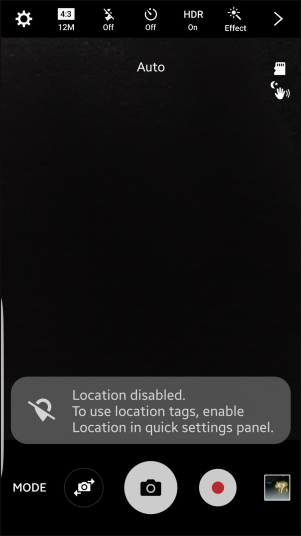 4:3
12M
Off
Off
HDR
On
Effect
Auto
Location disabled.
To use location tags, enable
Location in quick settings panel.
MODE